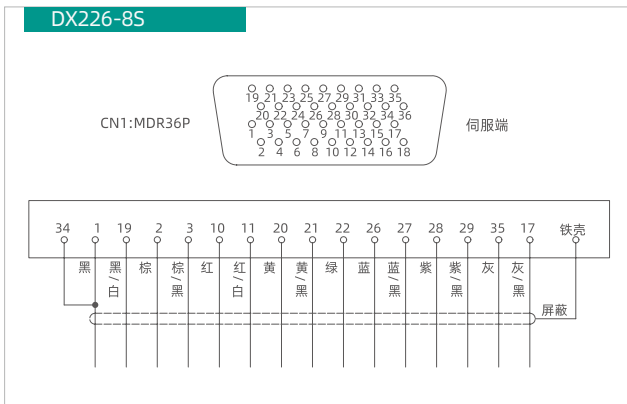 DX226-8S
CN1:MDR36P
19 21 23 25 27 29 31 33 35
20 22 24 26 28 30 32 34 36
1 3 5 7 9 11 13 15 17
2 4 6 8 10 12 14 16 18
伺服端
34 1 19 2 3 10 11 20 21 22 26 27 28 29 35 17 铁壳
黑 黑/白 棕 棕/黑 红 红/白 黄 黄/黑 绿 蓝 蓝/黑 紫 紫/黑 灰 灰/黑
屏蔽